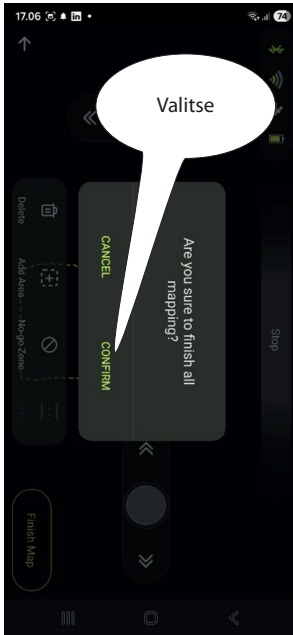 17.06
74
Valitse
Stop
Are you sure to finish all
mapping?
CANCEL
CONFIRM
Delete
Add Area
No-go Zone
Finish Map